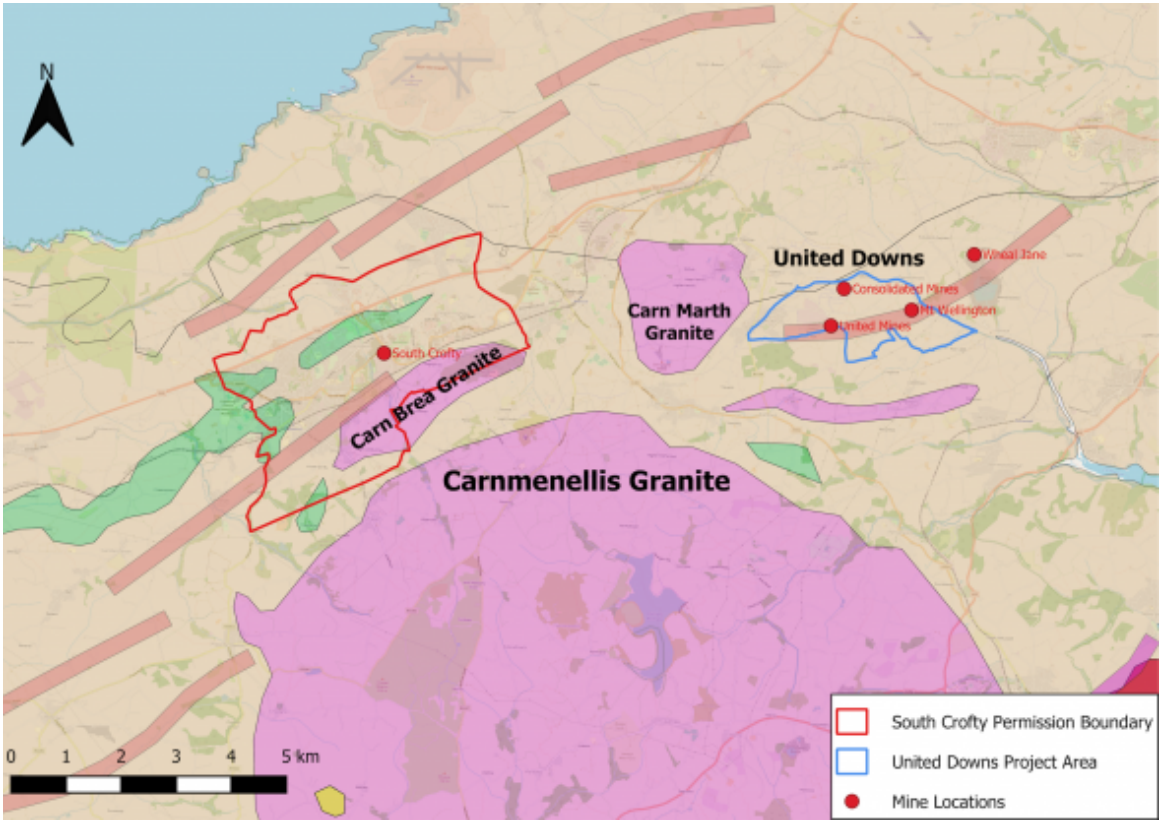 N
United Downs
Wheal Jane
Consolidated Mines
Mt Wellington
United Mines
Carn Marth
Granite
South Crofty
Carn Brea Granite
Carnmenellis Granite
0 1 2 3 4 5 km
South Crofty Permission Boundary
United Downs Project Area
Mine Locations